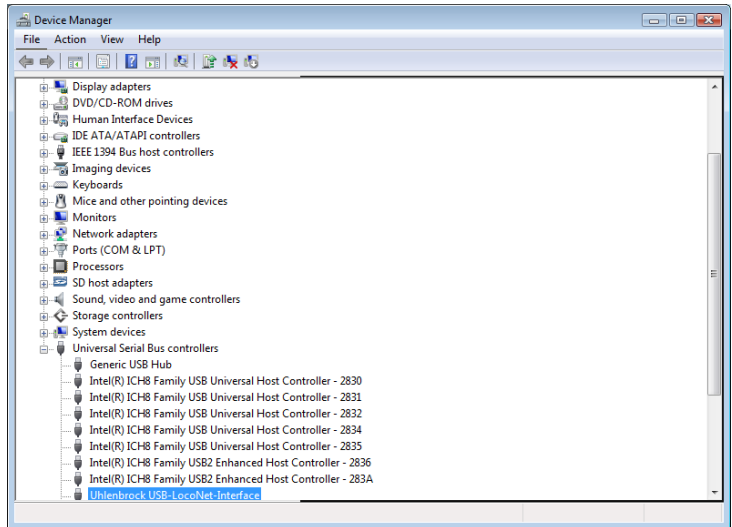 Device Manager
File Action View Help
Display adapters
DVD/CD-ROM drives
Human Interface Devices
IDE ATA/ATAPI controllers
IEEE 1394 Bus host controllers
Imaging devices
Keyboards
Mice and other pointing devices
Monitors
Network adapters
Ports (COM & LPT)
Processors
SD host adapters
Sound, video and game controllers
Storage controllers
System devices
Universal Serial Bus controllers
Generic USB Hub
Intel(R) ICH8 Family USB Universal Host Controller - 2830
Intel(R) ICH8 Family USB Universal Host Controller - 2831
Intel(R) ICH8 Family USB Universal Host Controller - 2832
Intel(R) ICH8 Family USB Universal Host Controller - 2834
Intel(R) ICH8 Family USB Universal Host Controller - 2835
Intel(R) ICH8 Family USB2 Enhanced Host Controller - 2836
Intel(R) ICH8 Family USB2 Enhanced Host Controller - 283A
Uhlenbrock USB-LocoNet-Interface